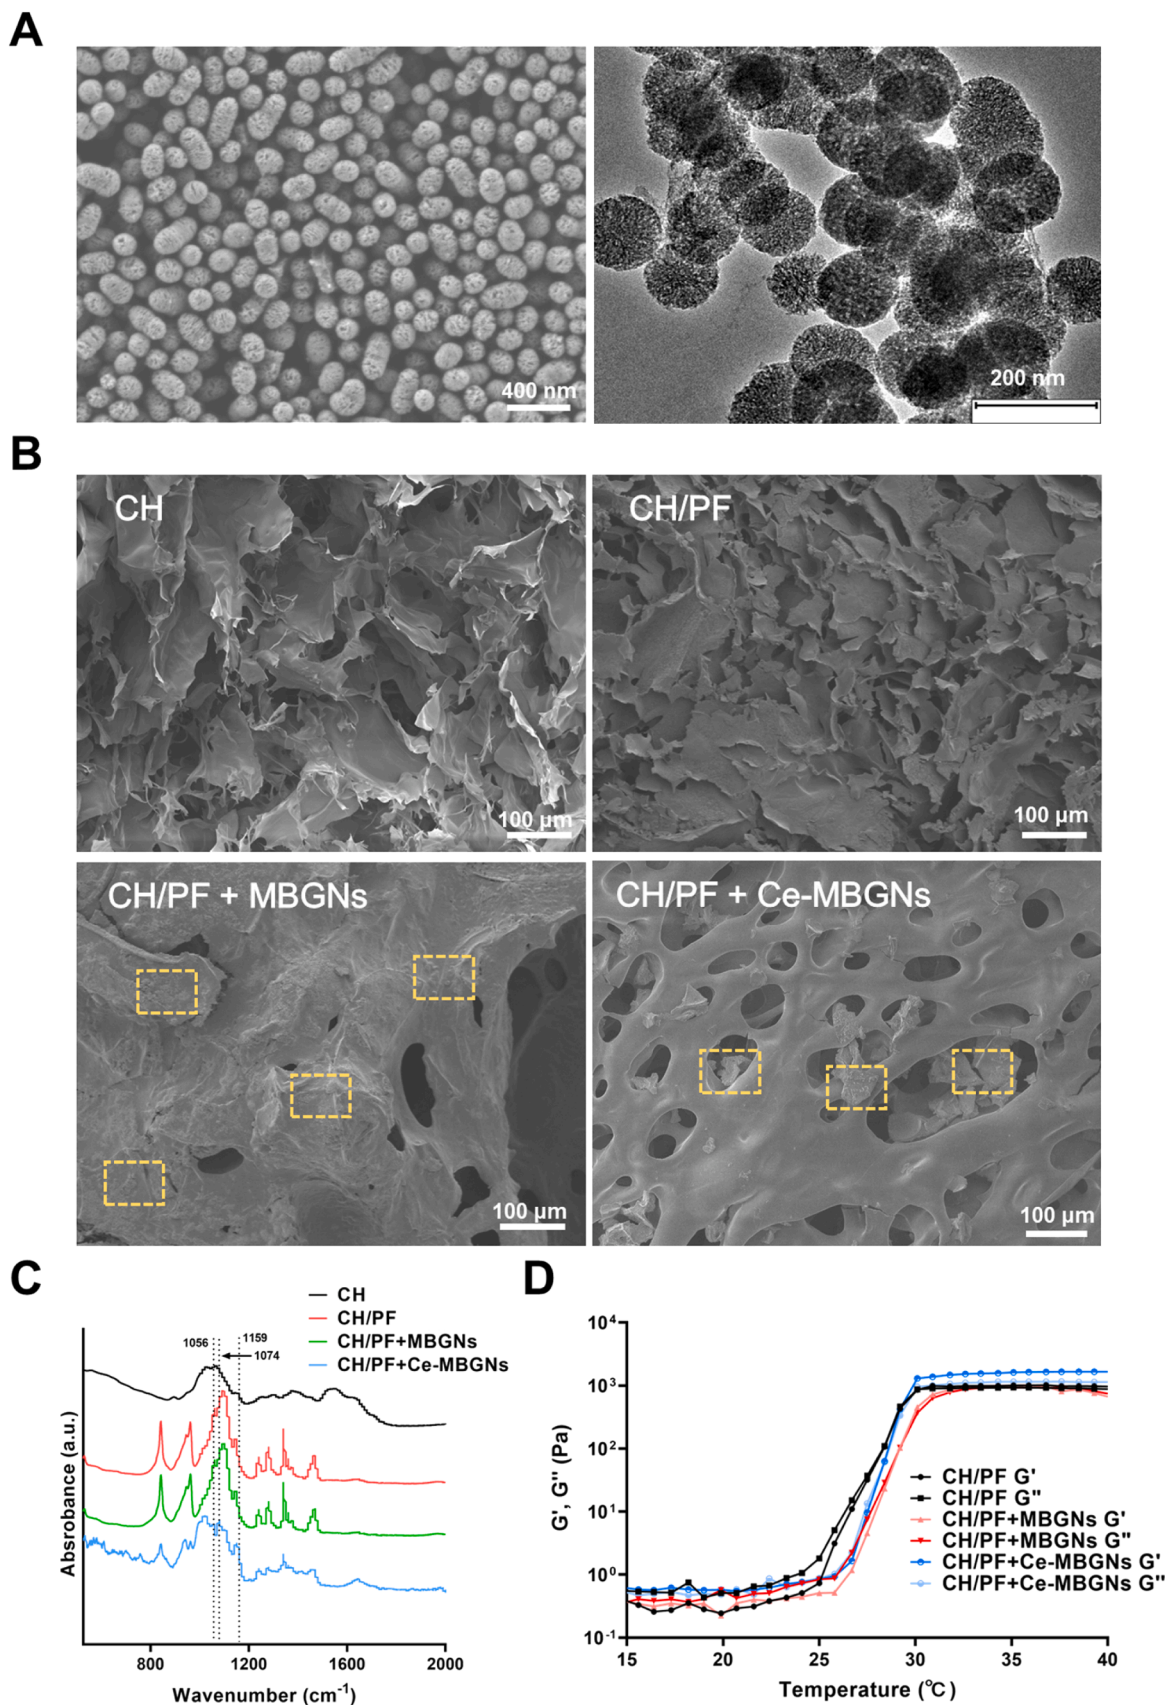 A
400 nm
200 nm
B
CH
CH/PF
100 µm
100 µm
CH/PF + MBGNs
CH/PF + Ce-MBGNs
100 µm
100 µm
C
CH
CH/PF
CH/PF+MBGNs
CH/PF+Ce-MBGNs
1056
1159
1074
Absrobance (a.u.)
800
1200
1600
2000
Wavenumber (cm⁻¹)
D
10⁴
10³
10²
10¹
10⁰
10⁻¹
G', G'' (Pa)
CH/PF G'
CH/PF G''
CH/PF+MBGNs G'
CH/PF+MBGNs G''
CH/PF+Ce-MBGNs G'
CH/PF+Ce-MBGNs G''
15
20
25
30
35
40
Temperature (℃)